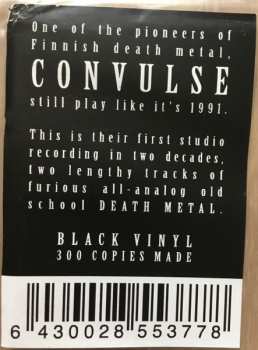 One of the pioneers of
Finnish death metal,
CONVULSE
still play like it's 1991.
This is their first studio
recording in two decades,
two lengthy tracks of
furious all-analog old
school DEATH METAL.
BLACK VINYL
300 COPIES MADE
6 430028 553778